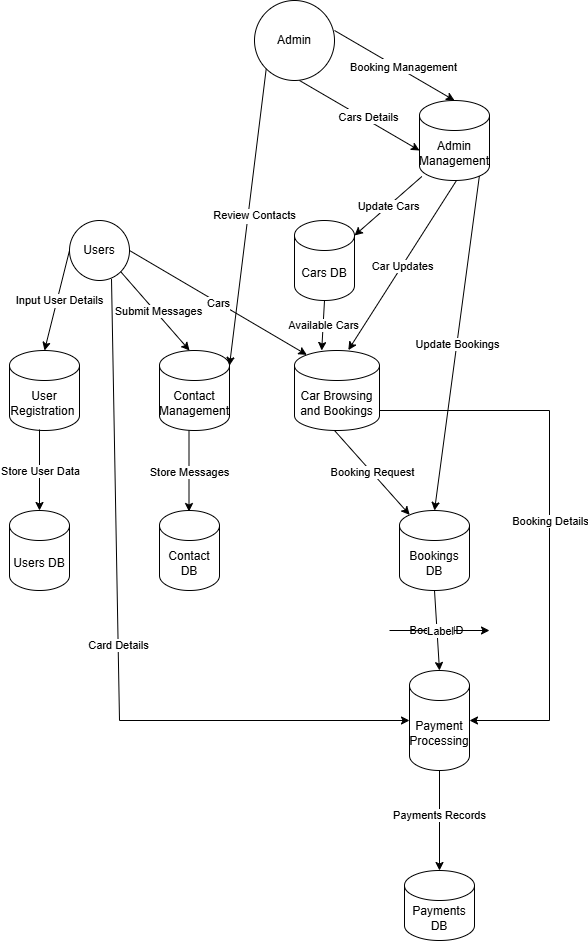 Admin
Booking Management
Cars Details
Admin
Management
Update Cars
Review Contacts
Users
Cars DB
Car Updates
Input User Details
Submit Messages
Cars
Available Cars
Update Bookings
User
Registration
Contact
Management
Car Browsing
and Bookings
Store User Data
Store Messages
Booking Request
Booking Details
Users DB
Contact
DB
Bookings
DB
Label
Card Details
Payment
Processing
Payments Records
Payments
DB